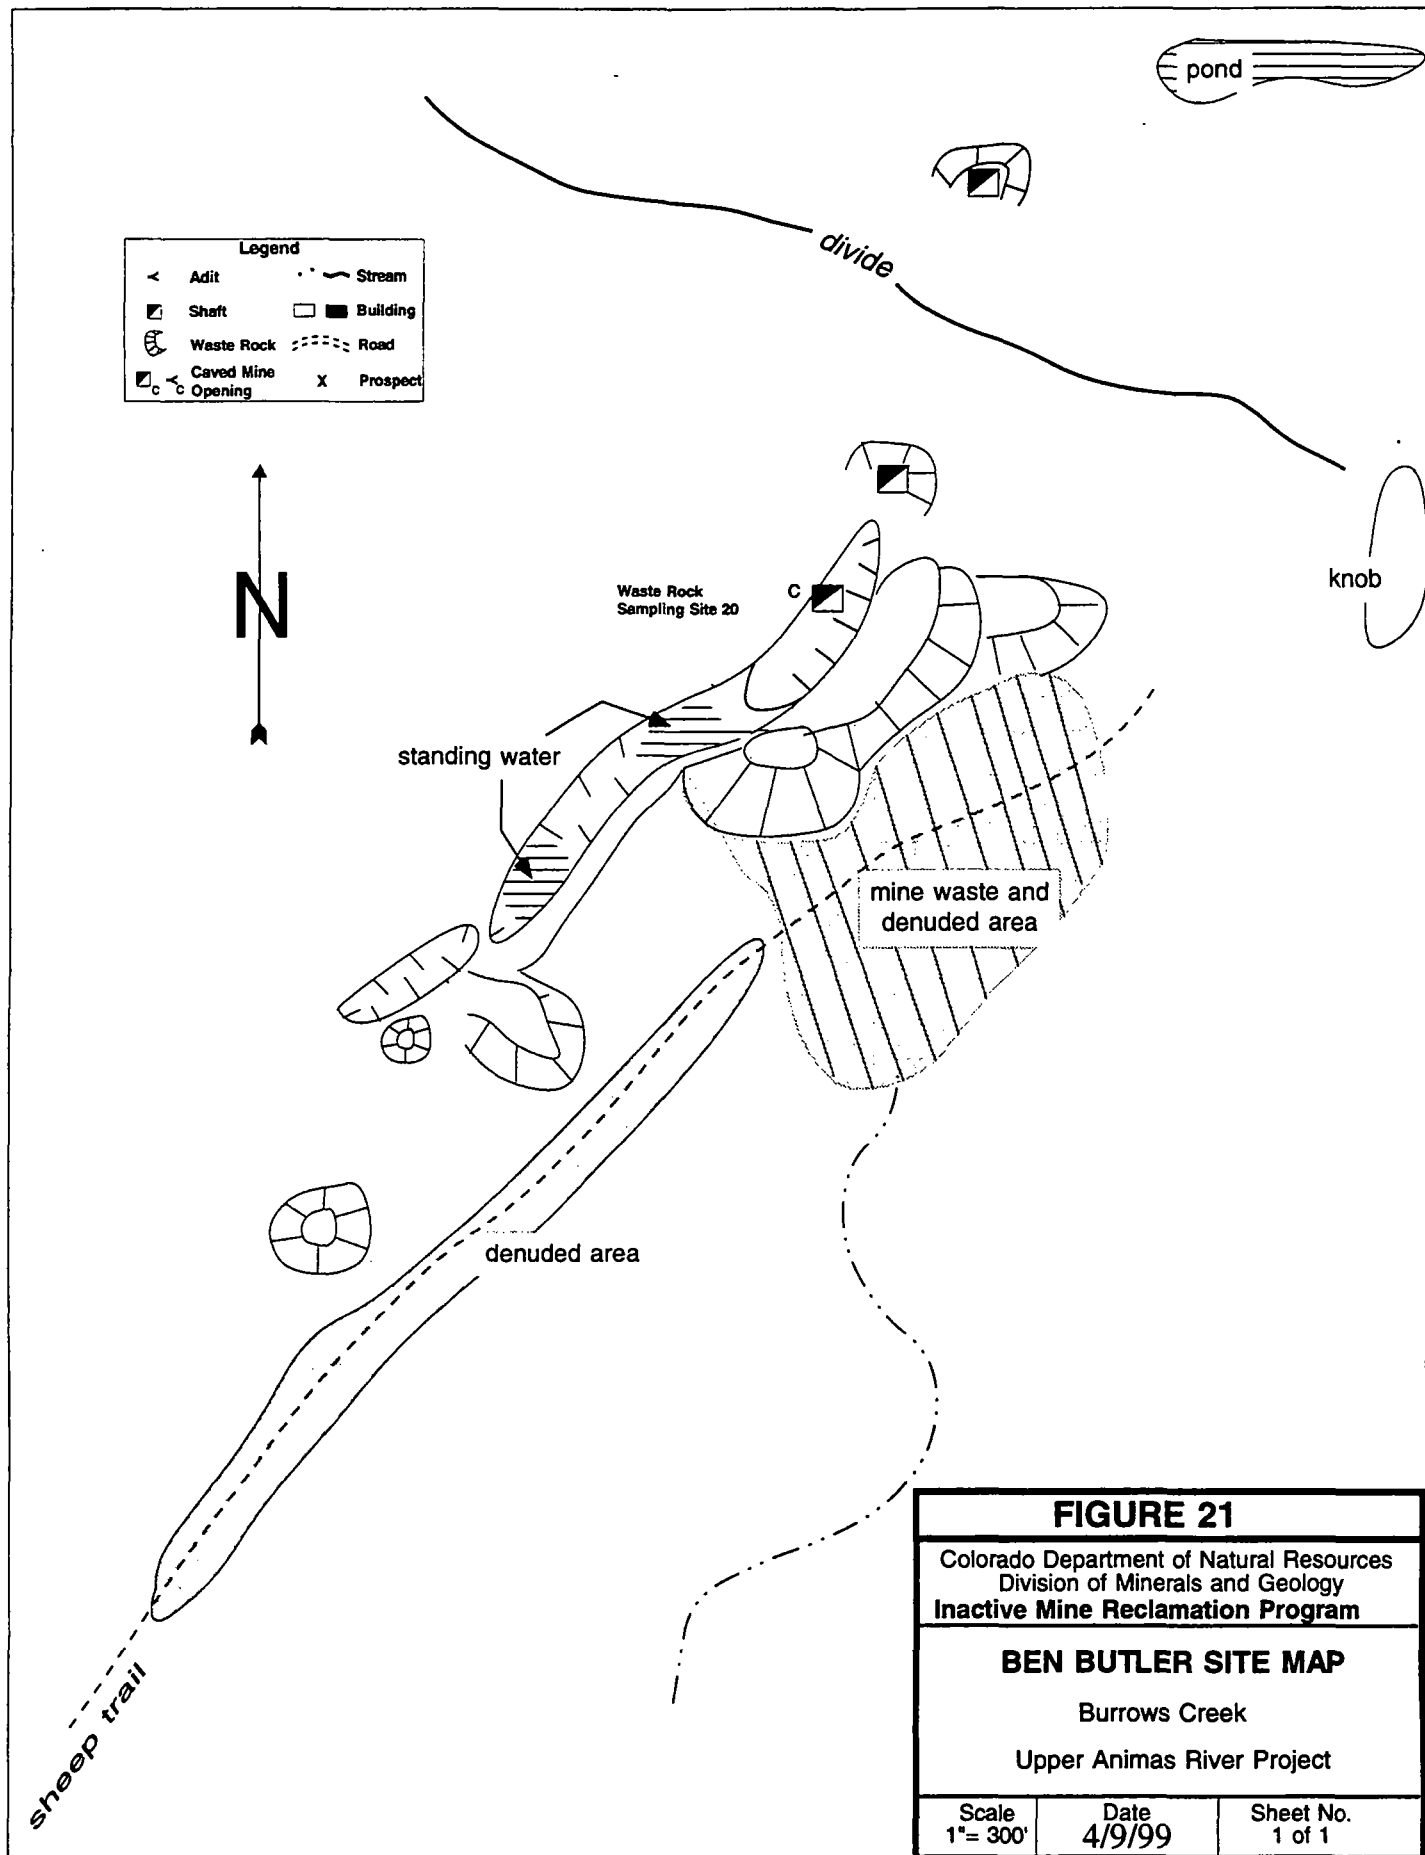 pond
divide
Legend
Adit
Stream
Shaft
Building
Waste Rock
Road
C
C
Caved Mine
Opening
X
Prospect
N
Waste Rock
Sampling Site 20
C
knob
standing water
mine waste and
denuded area
denuded area
sheep trail
FIGURE 21
Colorado Department of Natural Resources
Division of Minerals and Geology
Inactive Mine Reclamation Program
BEN BUTLER SITE MAP
Burrows Creek
Upper Animas River Project
Scale
1"= 300'
Date
4/9/99
Sheet No.
1 of 1